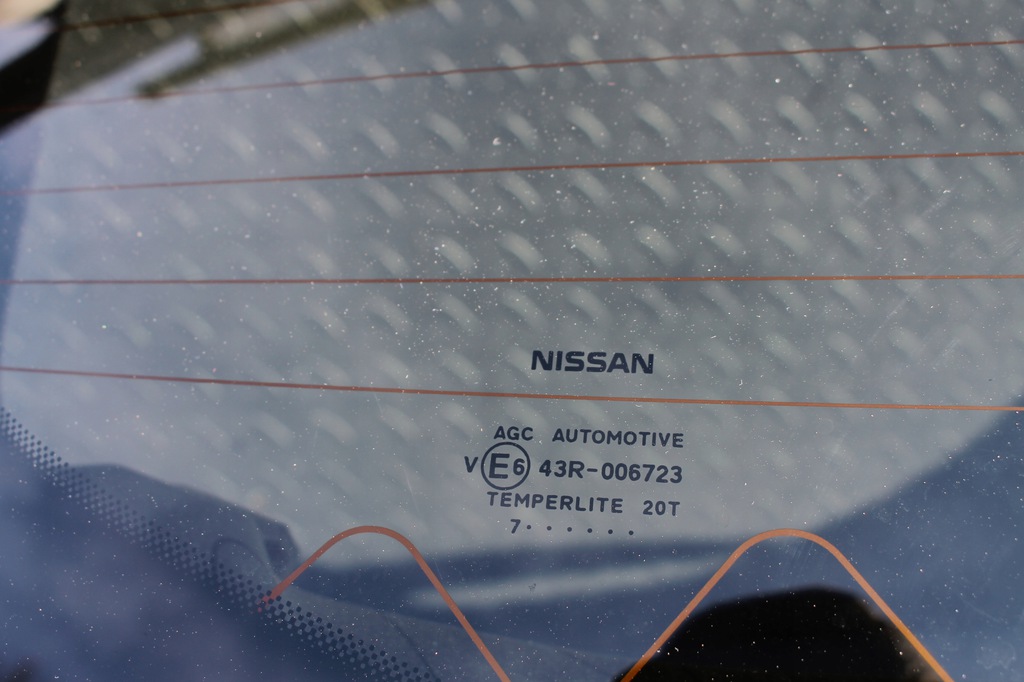 NISSAN
AGC AUTOMOTIVE
V E6 43R-006723
TEMPERLITE 20T
7· · · · · ·